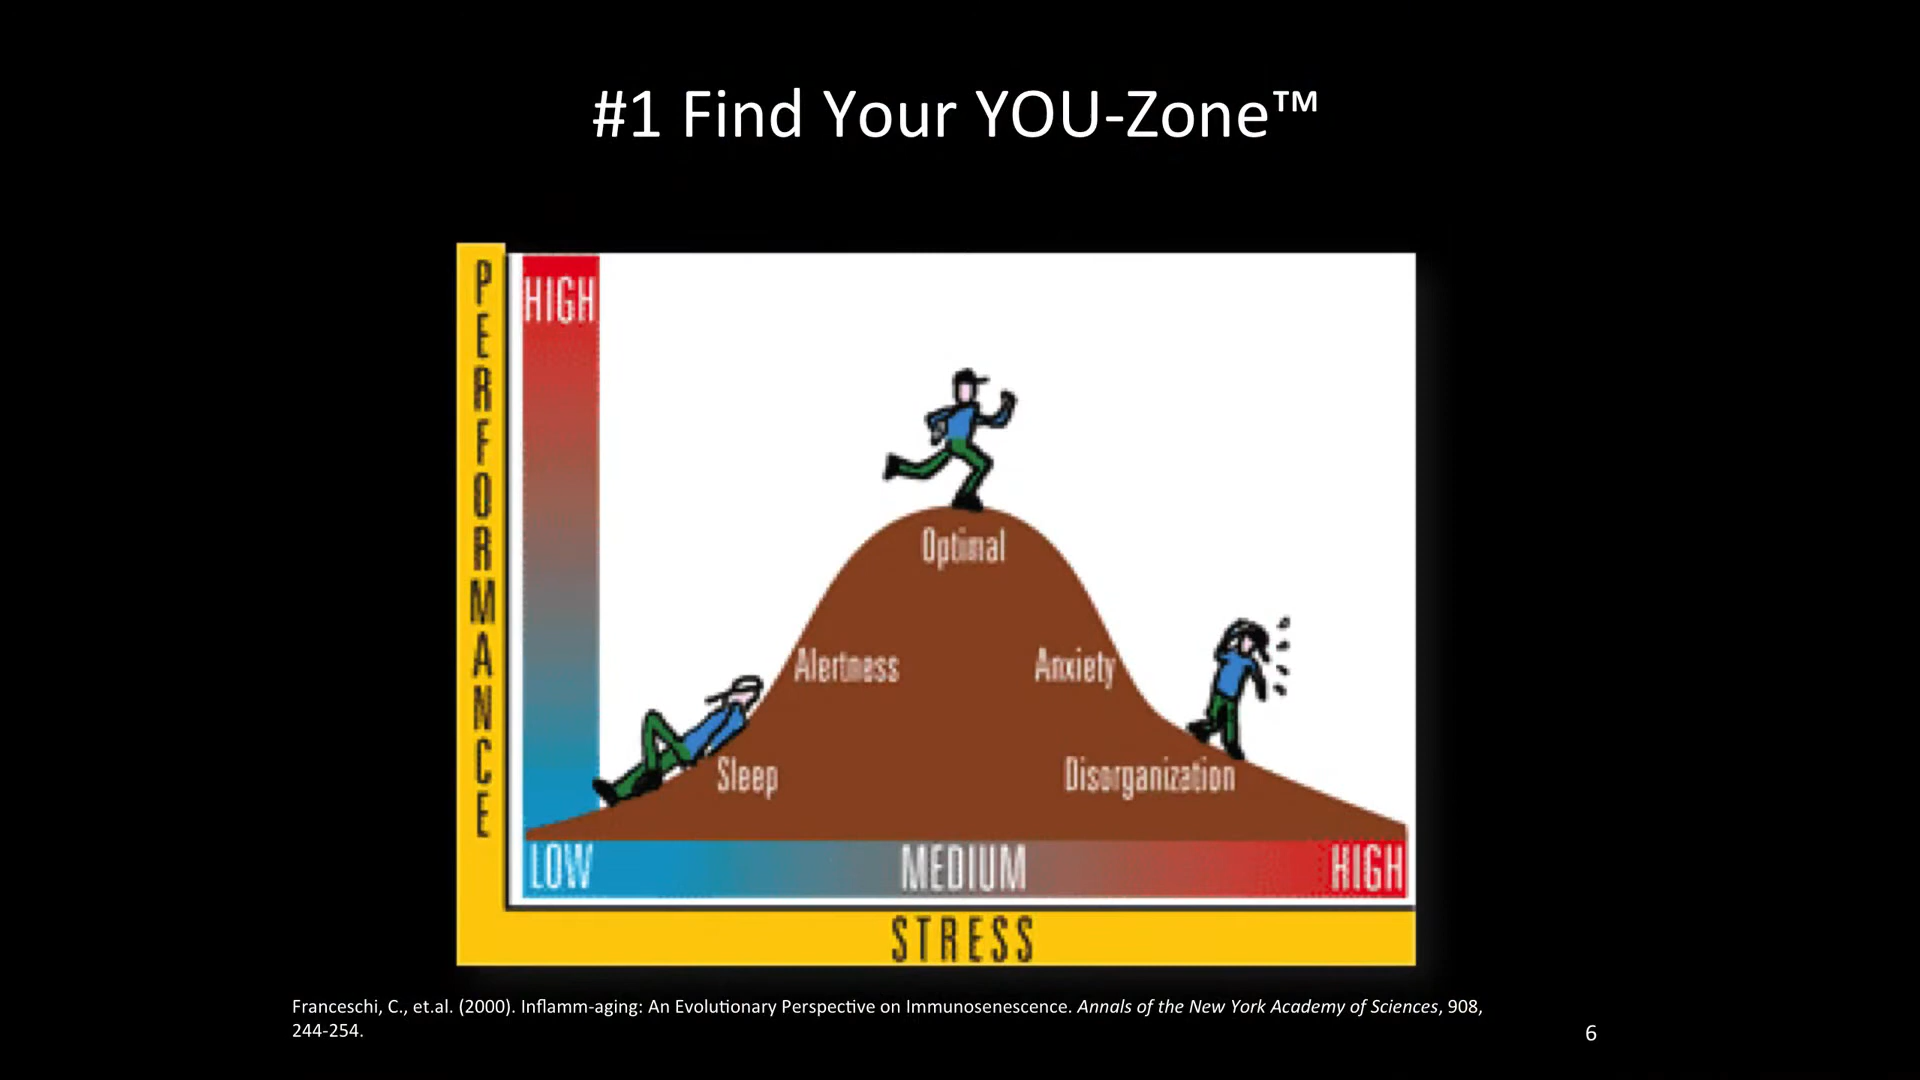 #1 Find Your YOU-Zone™
PERFORMANCE
HIGH
Optimal
Alertness
Anxiety
Sleep
Disorganization
LOW
MEDIUM
HIGH
STRESS
Franceschi, C., et.al. (2000). Inflamm-aging: An Evolutionary Perspective on Immunosenescence. Annals of the New York Academy of Sciences, 908,
244-254.
6